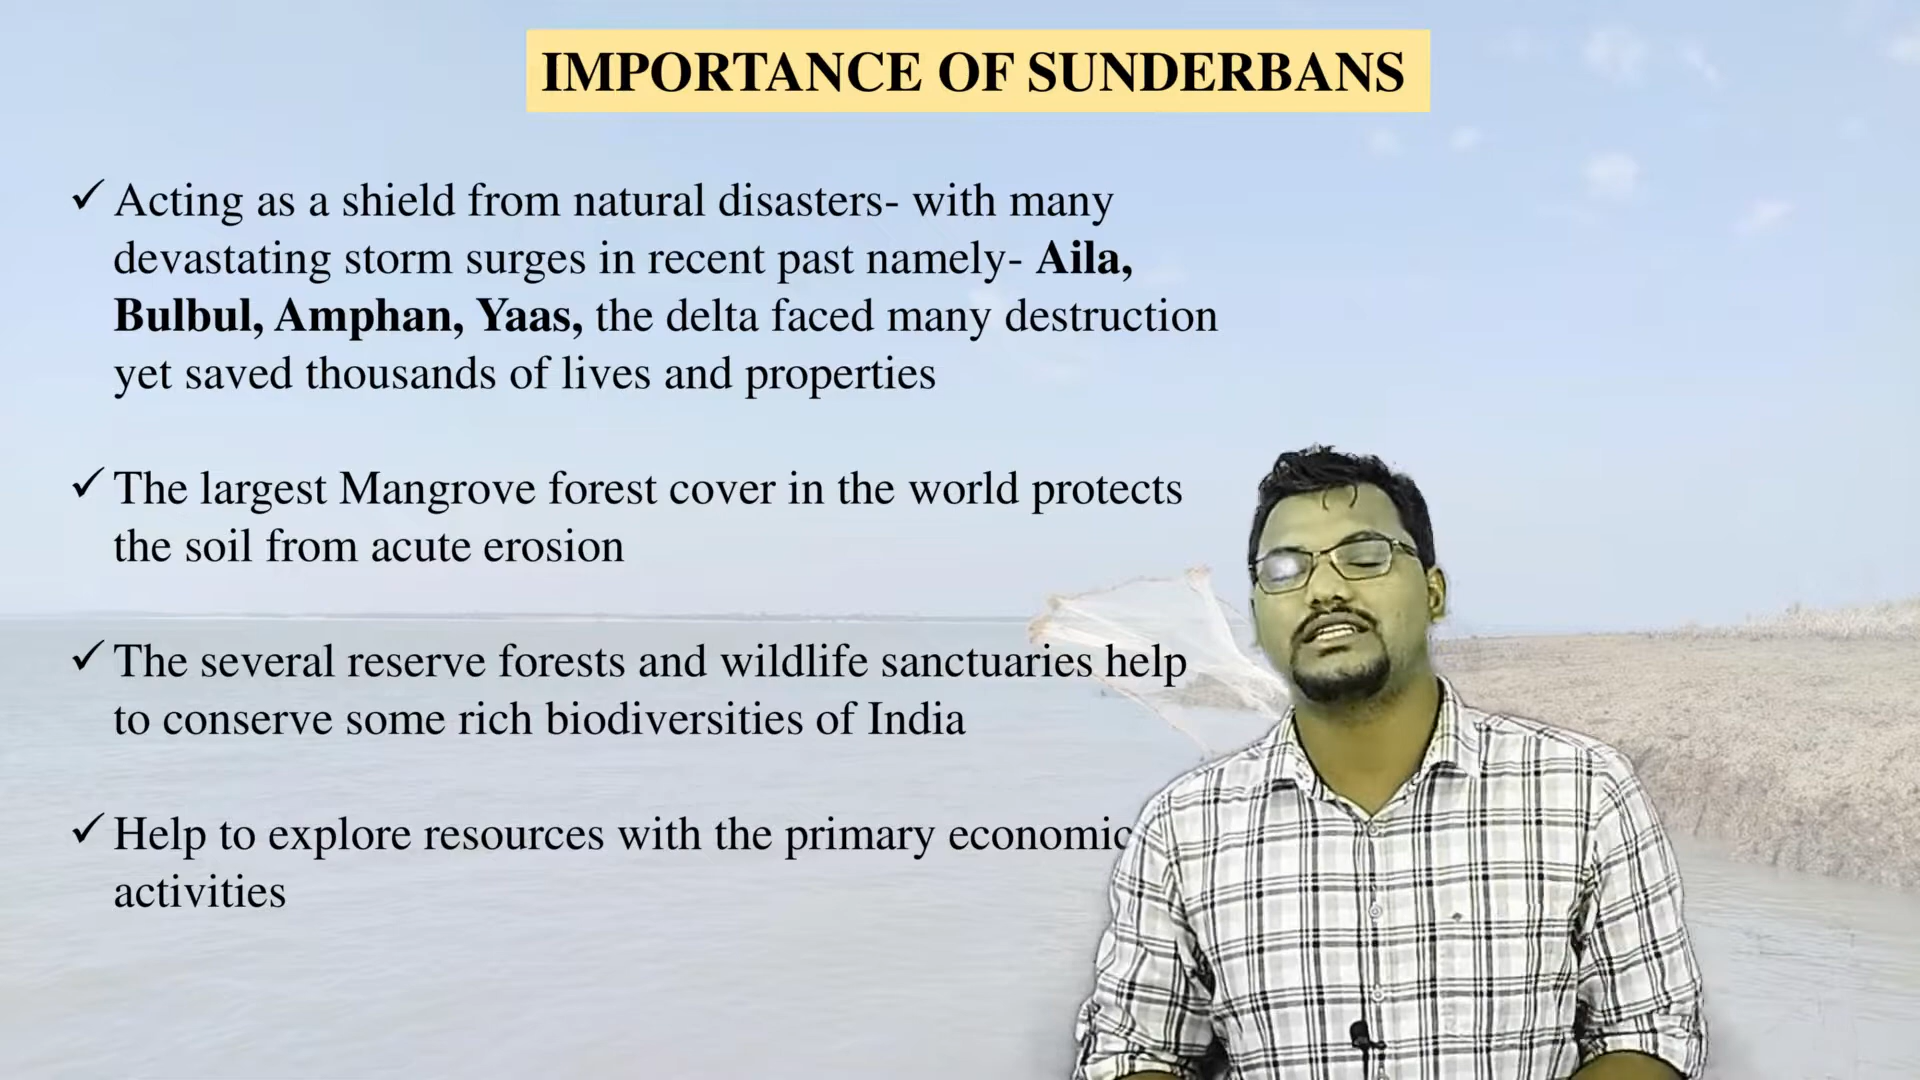 IMPORTANCE OF SUNDERBANS
✓ Acting as a shield from natural disasters- with many
devastating storm surges in recent past namely- Aila,
Bulbul, Amphan, Yaas, the delta faced many destruction
yet saved thousands of lives and properties
✓ The largest Mangrove forest cover in the world protects
the soil from acute erosion
✓ The several reserve forests and wildlife sanctuaries help
to conserve some rich biodiversities of India
✓ Help to explore resources with the primary economic
activities